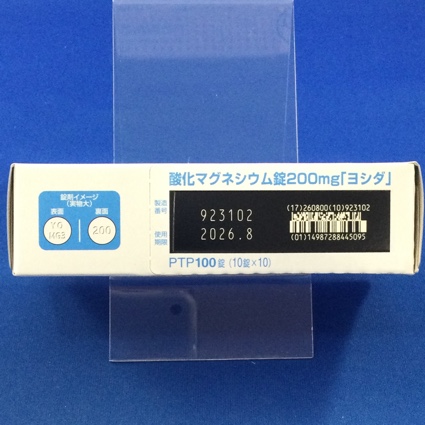 酸化マグネシウム錠200mg「ヨシダ」
錠剤イメージ
(実物大)
表面
裏面
YO
MG3
200
製造
番号
923102
使用
期限
2026.8
(17)260800(10)923102
(01)14987288445095
PTP100錠(10錠×10)